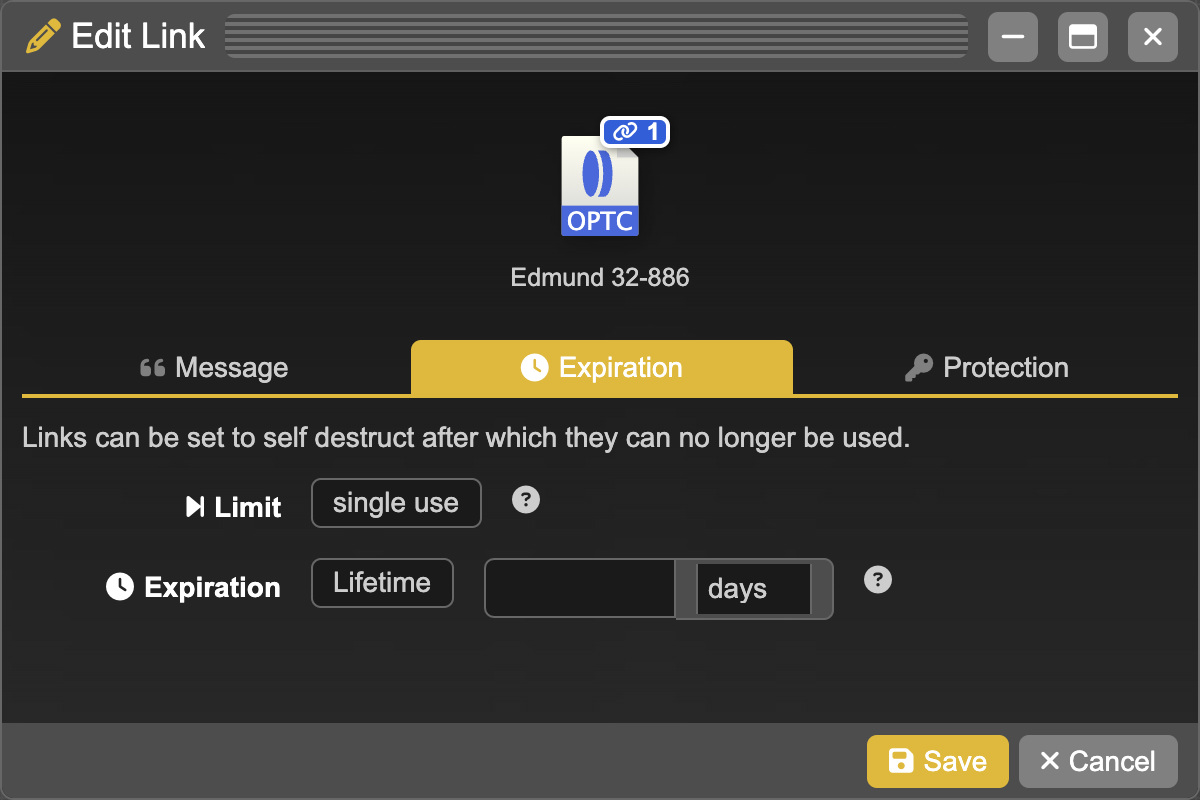 Edit Link
1
OPTC
Edmund 32-886
Message
Expiration
Protection
Links can be set to self destruct after which they can no longer be used.
Limit single use ?
Expiration Lifetime days ?
Save Cancel